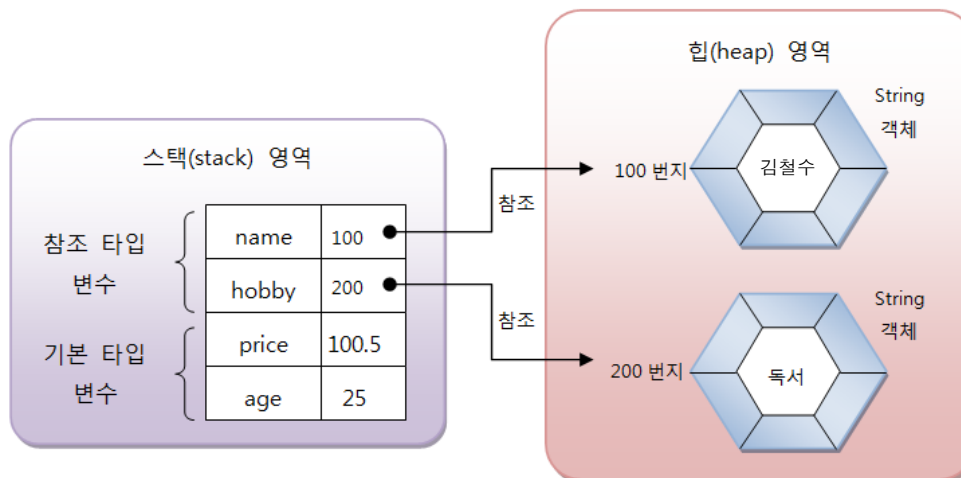 스택(stack) 영역
참조 타입
변수
name 100
hobby 200
기본 타입
변수
price 100.5
age 25
참조
참조
힙(heap) 영역
String
객체
100 번지
김철수
String
객체
200 번지
독서